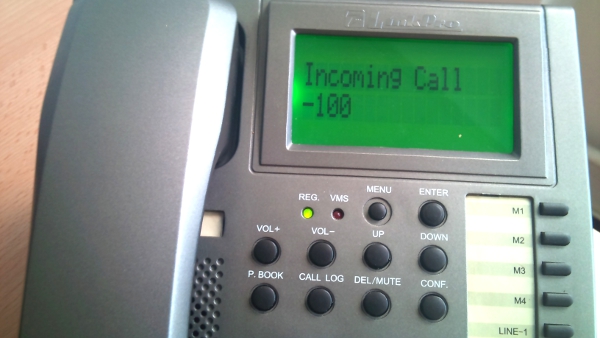 Incoming Call
-100
REG. VMS MENU ENTER
M1
VOL+ VOL- UP DOWN
M2
P. BOOK CALL LOG DEL/MUTE CONF.
M3
M4
LINE-1